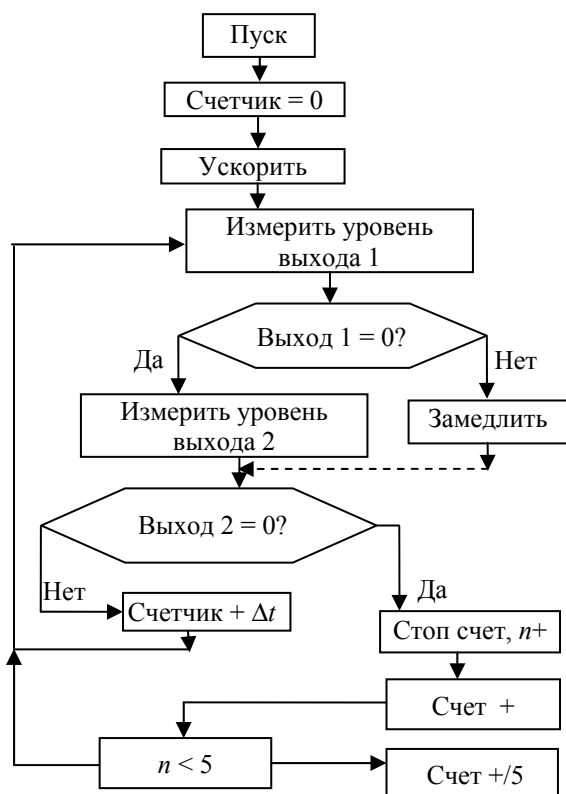 Пуск
Счетчик = 0
Ускорить
Измерить уровень
выхода 1
Выход 1 = 0?
Да
Нет
Измерить уровень
выхода 2
Замедлить
Выход 2 = 0?
Нет
Да
Счетчик + Δt
Стоп счет, n+
Счет +
n < 5
Счет +/5